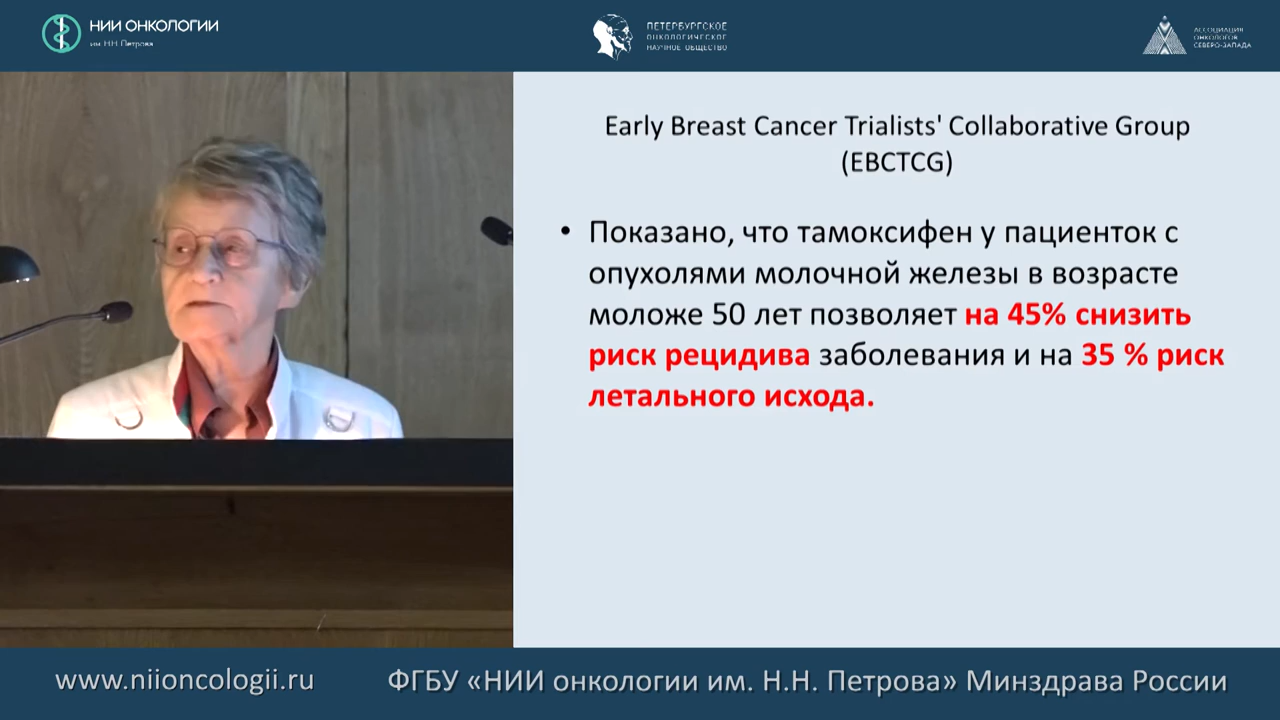 НИИ ОНКОЛОГИИ
им. Н.Н. Петрова
ПЕТЕРБУРГСКОЕ
ОНКОЛОГИЧЕСКОЕ
НАУЧНОЕ ОБЩЕСТВО
АССОЦИАЦИЯ
ОНКОЛОГОВ
СЕВЕРО-ЗАПАДА
Early Breast Cancer Trialists' Collaborative Group
(EBCTCG)
• Показано, что тамоксифен у пациенток с
опухолями молочной железы в возрасте
моложе 50 лет позволяет на 45% снизить
риск рецидива заболевания и на 35 % риск
летального исхода.
www.niioncologii.ru
ФГБУ «НИИ онкологии им. Н.Н. Петрова» Минздрава России